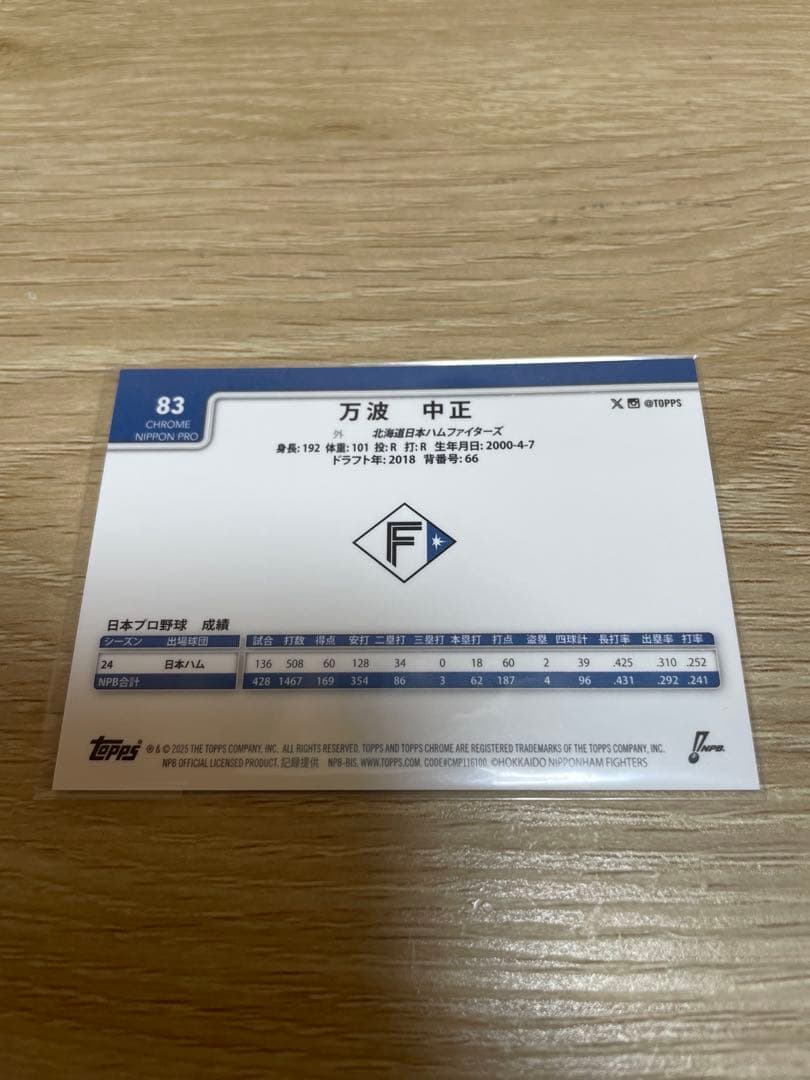 83
CHROME
NIPPON PRO
万波 中正
@TOPPS
外 北海道日本ハムファイターズ
身長: 192 体重: 101 投: R 打: R 生年月日: 2000-4-7
ドラフト年: 2018 背番号: 66
F
日本プロ野球 成績
シーズン 出場球団 試合 打数 得点 安打 二塁打 三塁打 本塁打 打点 盗塁 四球計 長打率 出塁率 打率
24 日本ハム 136 508 60 128 34 0 18 60 2 39 .425 .310 .252
NPB合計 428 1467 169 354 86 3 62 187 4 96 .431 .292 .241
Topps ® & © 2025 THE TOPPS COMPANY, INC. ALL RIGHTS RESERVED. TOPPS AND TOPPS CHROME ARE REGISTERED TRADEMARKS OF THE TOPPS COMPANY, INC.
NPB OFFICIAL LICENSED PRODUCT. 記録提供 NPB-BIS. WWW.TOPPS.COM. CODE#CMP116100 ©HOKKAIDO NIPPONHAM FIGHTERS
NPB.